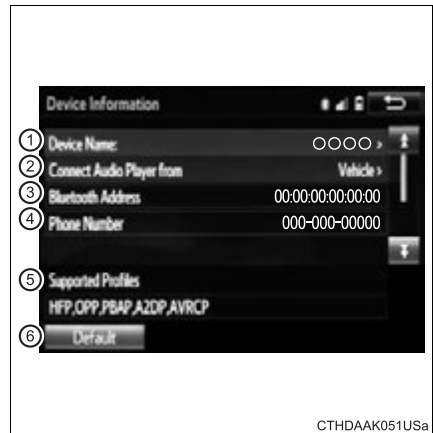 Device Information
① Device Name: ○○○○ ›
② Connect Audio Player from Vehicle ›
③ Bluetooth Address 00:00:00:00:00:00
④ Phone Number 000-000-00000
⑤ Supported Profiles
HFP,OPP,PBAP,A2DP,AVRCP
⑥ Default
CTHDAAK051USa